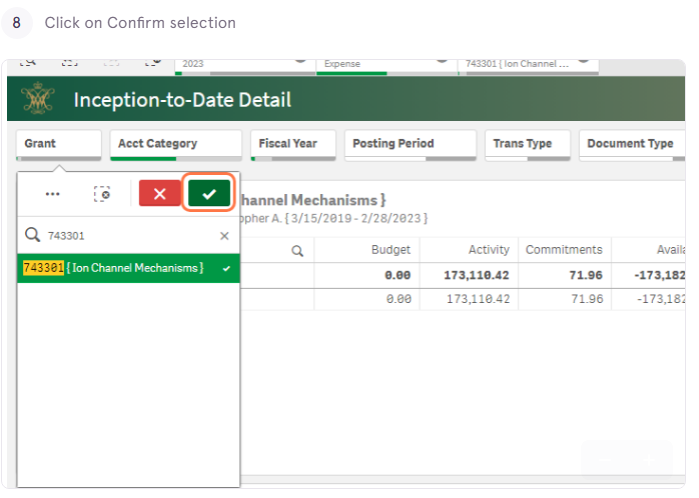 8 Click on Confirm selection
2023 Expense 743301 { Ion Channel ...
Inception-to-Date Detail
Grant Acct Category Fiscal Year Posting Period Trans Type Document Type
hannel Mechanisms }
opher A. { 3/15/2019 - 2/28/2023 }
743301
743301 { Ion Channel Mechanisms }
Budget Activity Commitments Availa
0.00 173,110.42 71.96 -173,182
0.00 173,110.42 71.96 -173,182